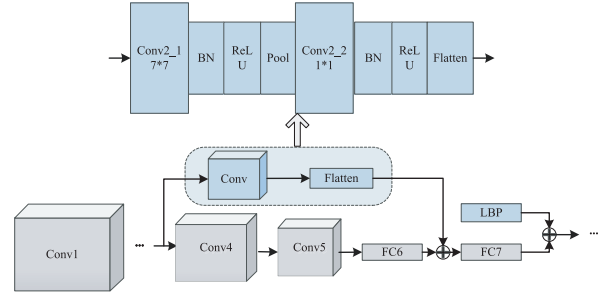 Conv2_1
7*7
BN
ReL
U
Pool
Conv2_2
1*1
BN
ReL
U
Flatten
Conv
Flatten
LBP
Conv1
...
Conv4
Conv5
FC6
FC7
...